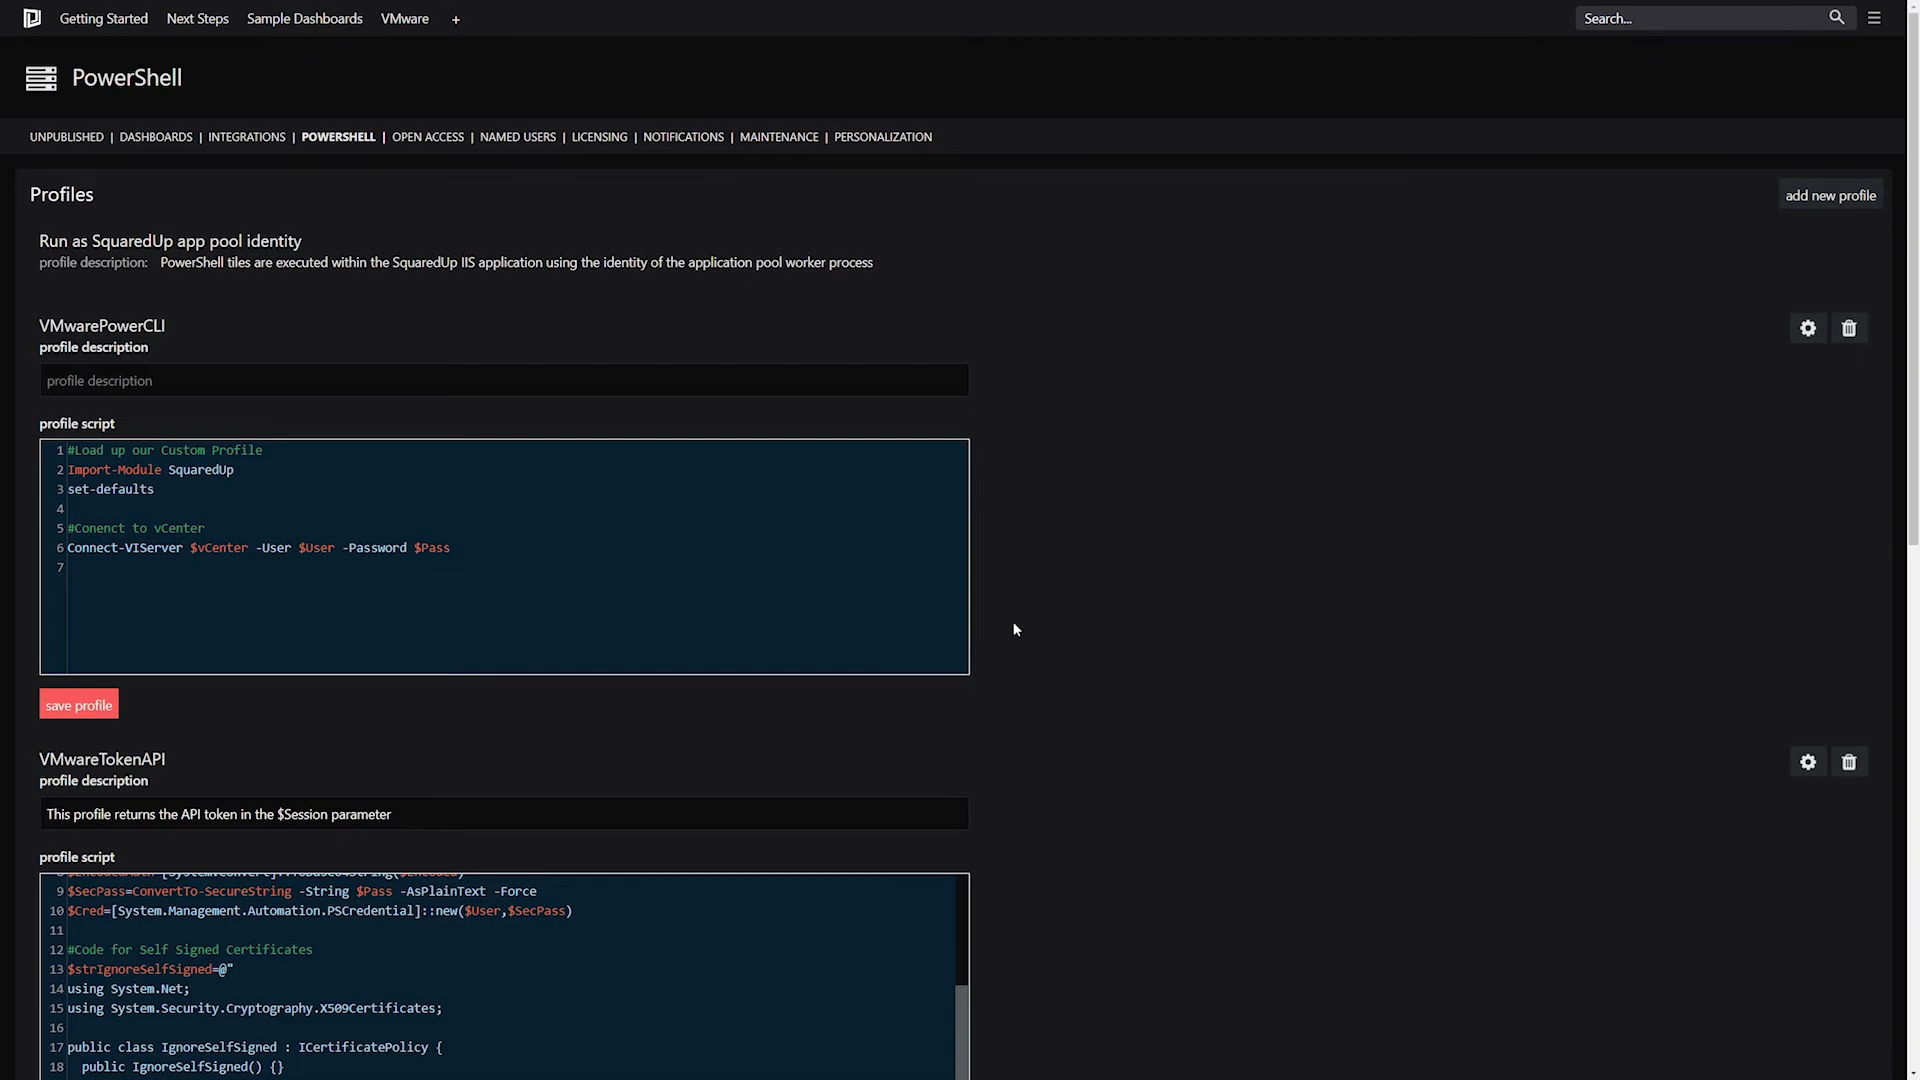 Getting Started Next Steps Sample Dashboards VMware + Search...
PowerShell
UNPUBLISHED | DASHBOARDS | INTEGRATIONS | POWERSHELL | OPEN ACCESS | NAMED USERS | LICENSING | NOTIFICATIONS | MAINTENANCE | PERSONALIZATION
Profiles
add new profile
Run as SquaredUp app pool identity
profile description: PowerShell tiles are executed within the SquaredUp IIS application using the identity of the application pool worker process
VMwarePowerCLI
profile description
profile description
profile script
1 #Load up our Custom Profile
2 Import-Module SquaredUp
3 set-defaults
4
5 #Conenct to vCenter
6 Connect-VIServer $vCenter -User $User -Password $Pass
7
save profile
VMwareTokenAPI
profile description
This profile returns the API token in the $Session parameter
profile script
9 $SecPass=ConvertTo-SecureString -String $Pass -AsPlainText -Force
10 $Cred=[System.Management.Automation.PSCredential]::new($User,$SecPass)
11
12 #Code for Self Signed Certificates
13 $strIgnoreSelfSigned=@"
14 using System.Net;
15 using System.Security.Cryptography.X509Certificates;
16
17 public class IgnoreSelfSigned : ICertificatePolicy {
18 public IgnoreSelfSigned() {}